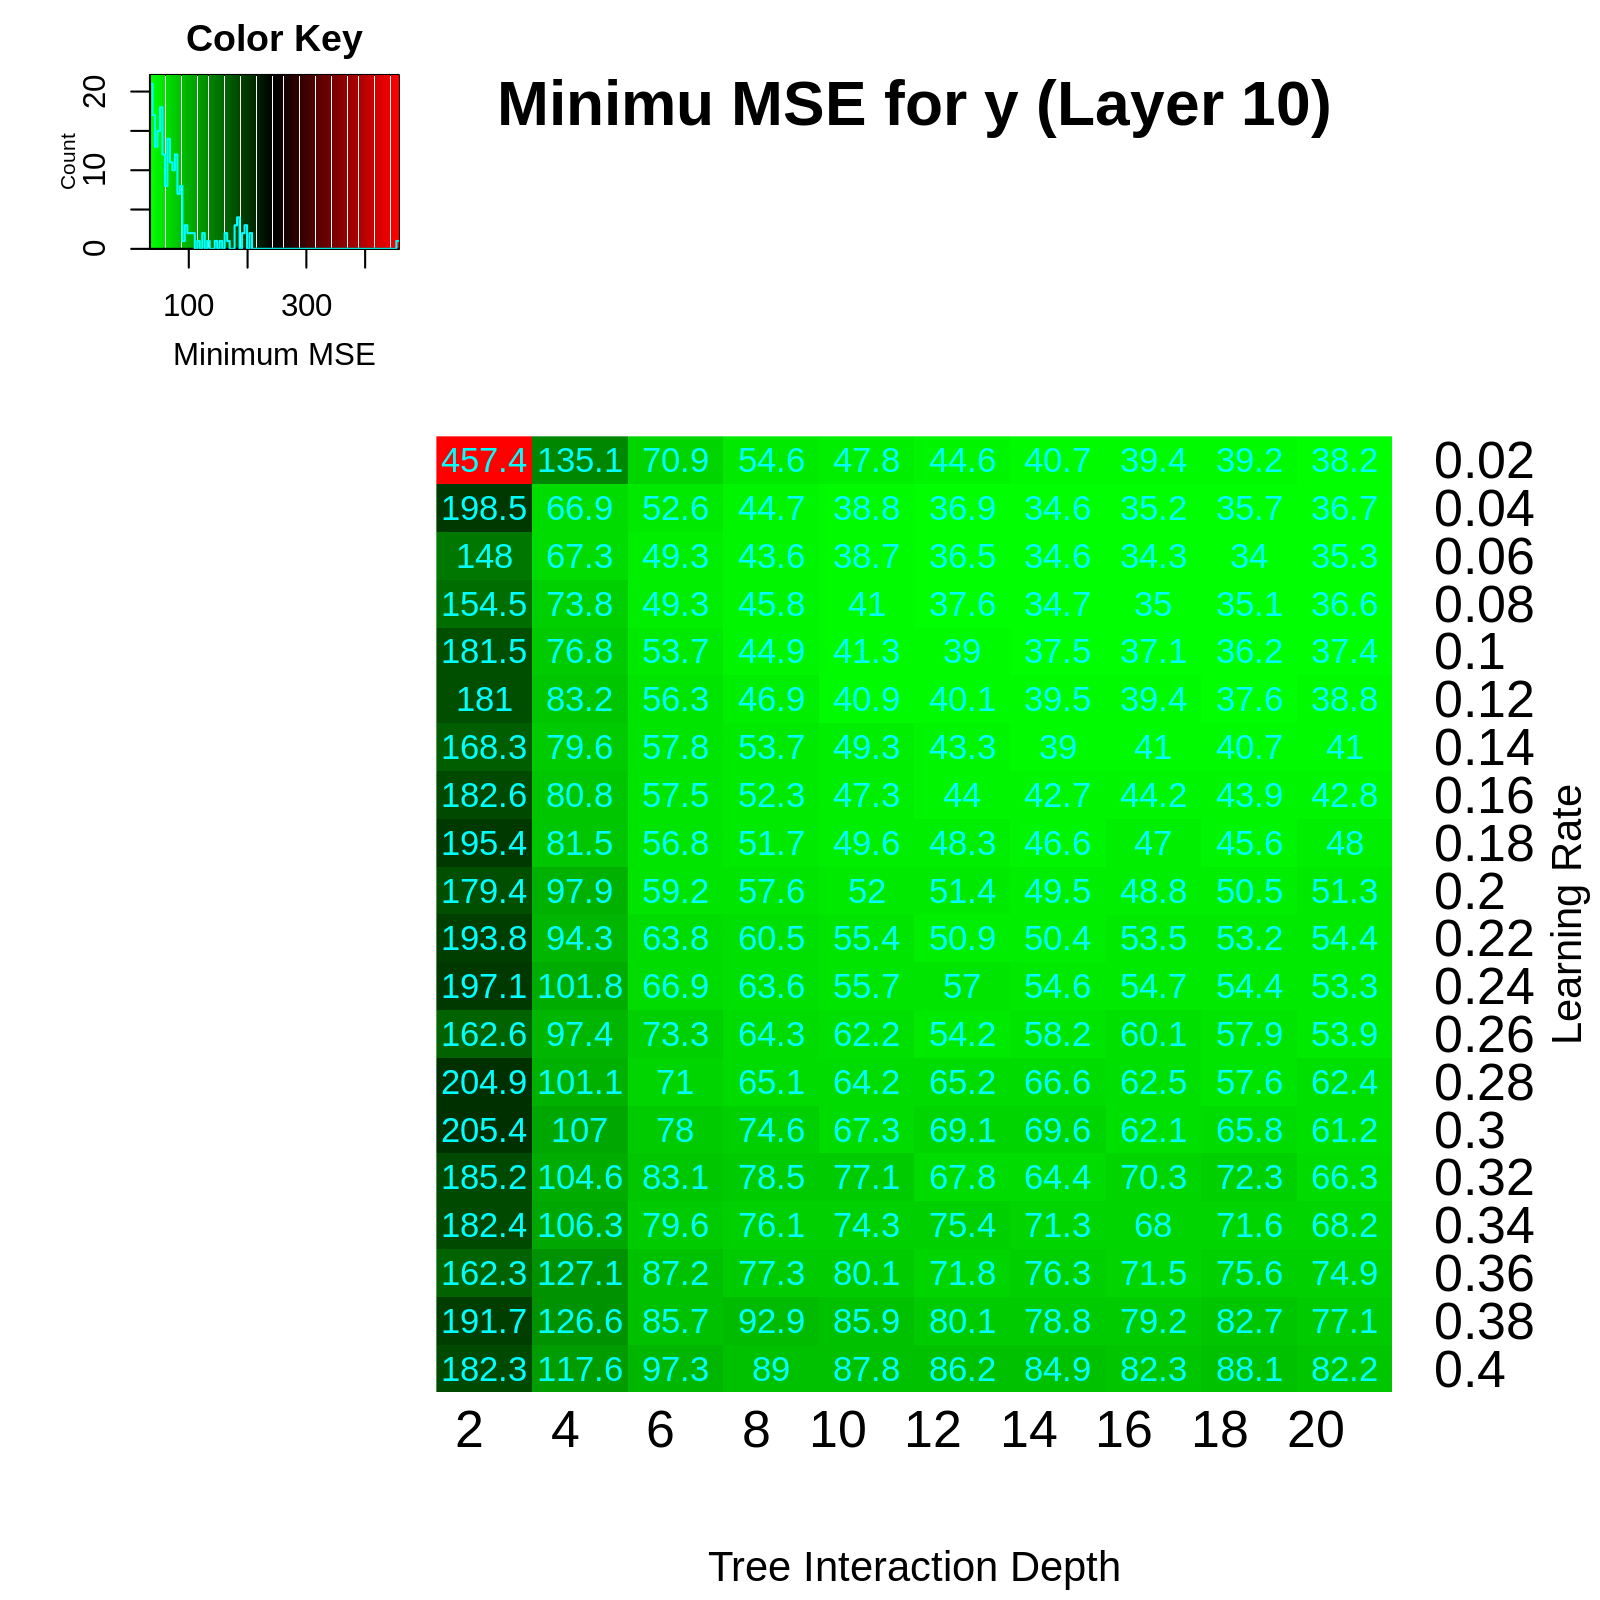 Color Key
Minimu MSE for y (Layer 10)
Count
0 10 20
100 300
Minimum MSE
457.4 135.1 70.9 54.6 47.8 44.6 40.7 39.4 39.2 38.2 0.02
198.5 66.9 52.6 44.7 38.8 36.9 34.6 35.2 35.7 36.7 0.04
148 67.3 49.3 43.6 38.7 36.5 34.6 34.3 34 35.3 0.06
154.5 73.8 49.3 45.8 41 37.6 34.7 35 35.1 36.6 0.08
181.5 76.8 53.7 44.9 41.3 39 37.5 37.1 36.2 37.4 0.1
181 83.2 56.3 46.9 40.9 40.1 39.5 39.4 37.6 38.8 0.12
168.3 79.6 57.8 53.7 49.3 43.3 39 41 40.7 41 0.14
182.6 80.8 57.5 52.3 47.3 44 42.7 44.2 43.9 42.8 0.16
195.4 81.5 56.8 51.7 49.6 48.3 46.6 47 45.6 48 0.18
179.4 97.9 59.2 57.6 52 51.4 49.5 48.8 50.5 51.3 0.2
193.8 94.3 63.8 60.5 55.4 50.9 50.4 53.5 53.2 54.4 0.22
197.1 101.8 66.9 63.6 55.7 57 54.6 54.7 54.4 53.3 0.24
162.6 97.4 73.3 64.3 62.2 54.2 58.2 60.1 57.9 53.9 0.26
204.9 101.1 71 65.1 64.2 65.2 66.6 62.5 57.6 62.4 0.28
205.4 107 78 74.6 67.3 69.1 69.6 62.1 65.8 61.2 0.3
185.2 104.6 83.1 78.5 77.1 67.8 64.4 70.3 72.3 66.3 0.32
182.4 106.3 79.6 76.1 74.3 75.4 71.3 68 71.6 68.2 0.34
162.3 127.1 87.2 77.3 80.1 71.8 76.3 71.5 75.6 74.9 0.36
191.7 126.6 85.7 92.9 85.9 80.1 78.8 79.2 82.7 77.1 0.38
182.3 117.6 97.3 89 87.8 86.2 84.9 82.3 88.1 82.2 0.4
Learning Rate
2 4 6 8 10 12 14 16 18 20
Tree Interaction Depth